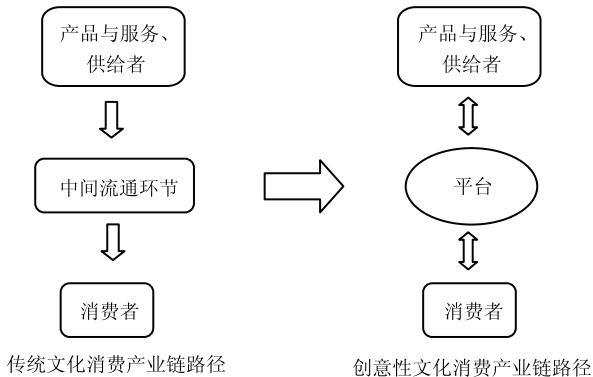 产品与服务、
供给者
中间流通环节
消费者
传统文化消费产业链路径
产品与服务、
供给者
平台
消费者
创意性文化消费产业链路径